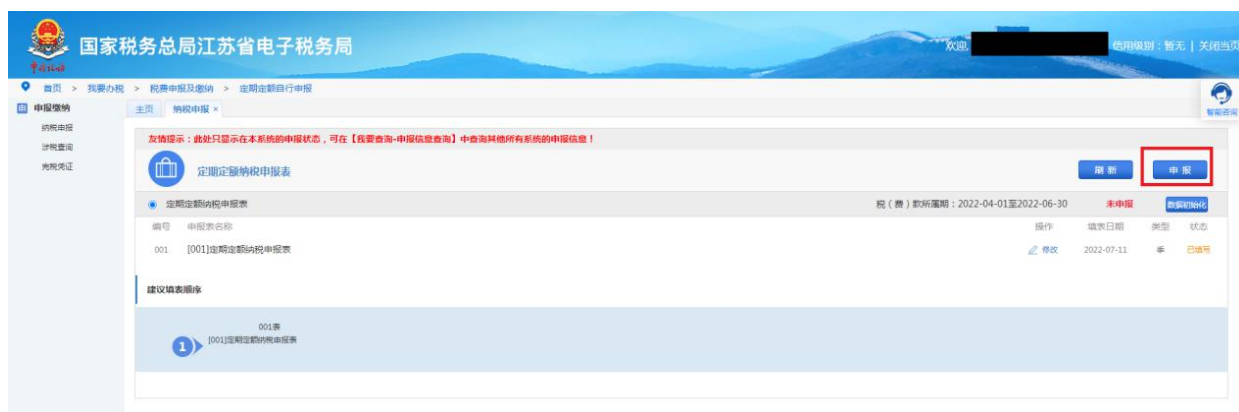 国家税务总局江苏省电子税务局
中国税务
欢迎, 信用级别：暂无 | 关闭当页
首页 > 我要办税 > 税费申报及缴纳 > 定期定额自行申报
智能咨询
申报缴纳
纳税申报
涉税查询
完税凭证
主页 纳税申报 ×
友情提示：此处只显示在本系统的申报状态，可在【我要查询-申报信息查询】中查询其他所有系统的申报信息！
定期定额纳税申报表
刷 新 申 报
定期定额纳税申报表 税（费）款所属期：2022-04-01至2022-06-30 未申报 数据初始化
编号 申报表名称 操作 填表日期 类型 状态
001 [001]定期定额纳税申报表 修改 2022-07-11 季 已填写
建议填表顺序
1
001表
[001]定期定额纳税申报表